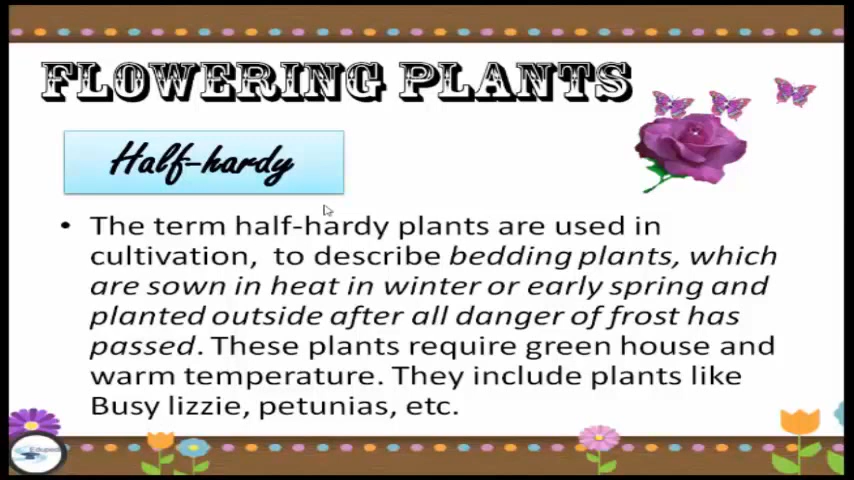 FLOWERING PLANTS
Half-hardy
• The term half-hardy plants are used in
cultivation, to describe bedding plants, which
are sown in heat in winter or early spring and
planted outside after all danger of frost has
passed. These plants require green house and
warm temperature. They include plants like
Busy lizzie, petunias, etc.